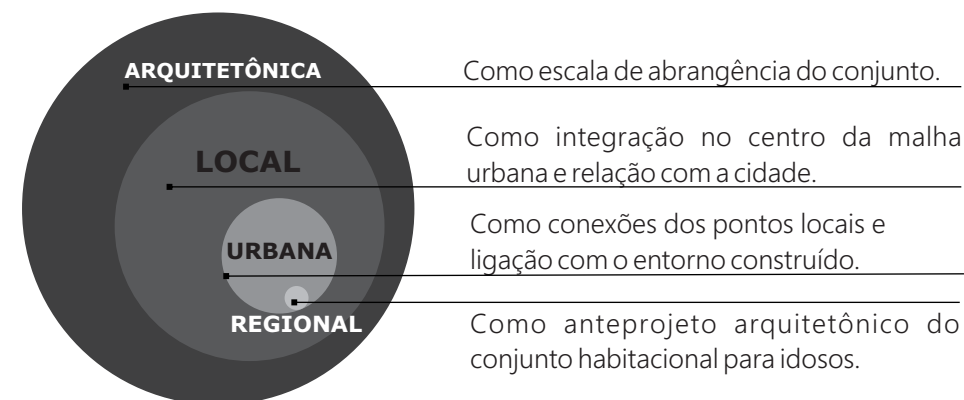 ARQUITETÔNICA
Como escala de abrangência do conjunto.
LOCAL
Como integração no centro da malha
urbana e relação com a cidade.
URBANA
Como conexões dos pontos locais e
ligação com o entorno construído.
REGIONAL
Como anteprojeto arquitetônico do
conjunto habitacional para idosos.